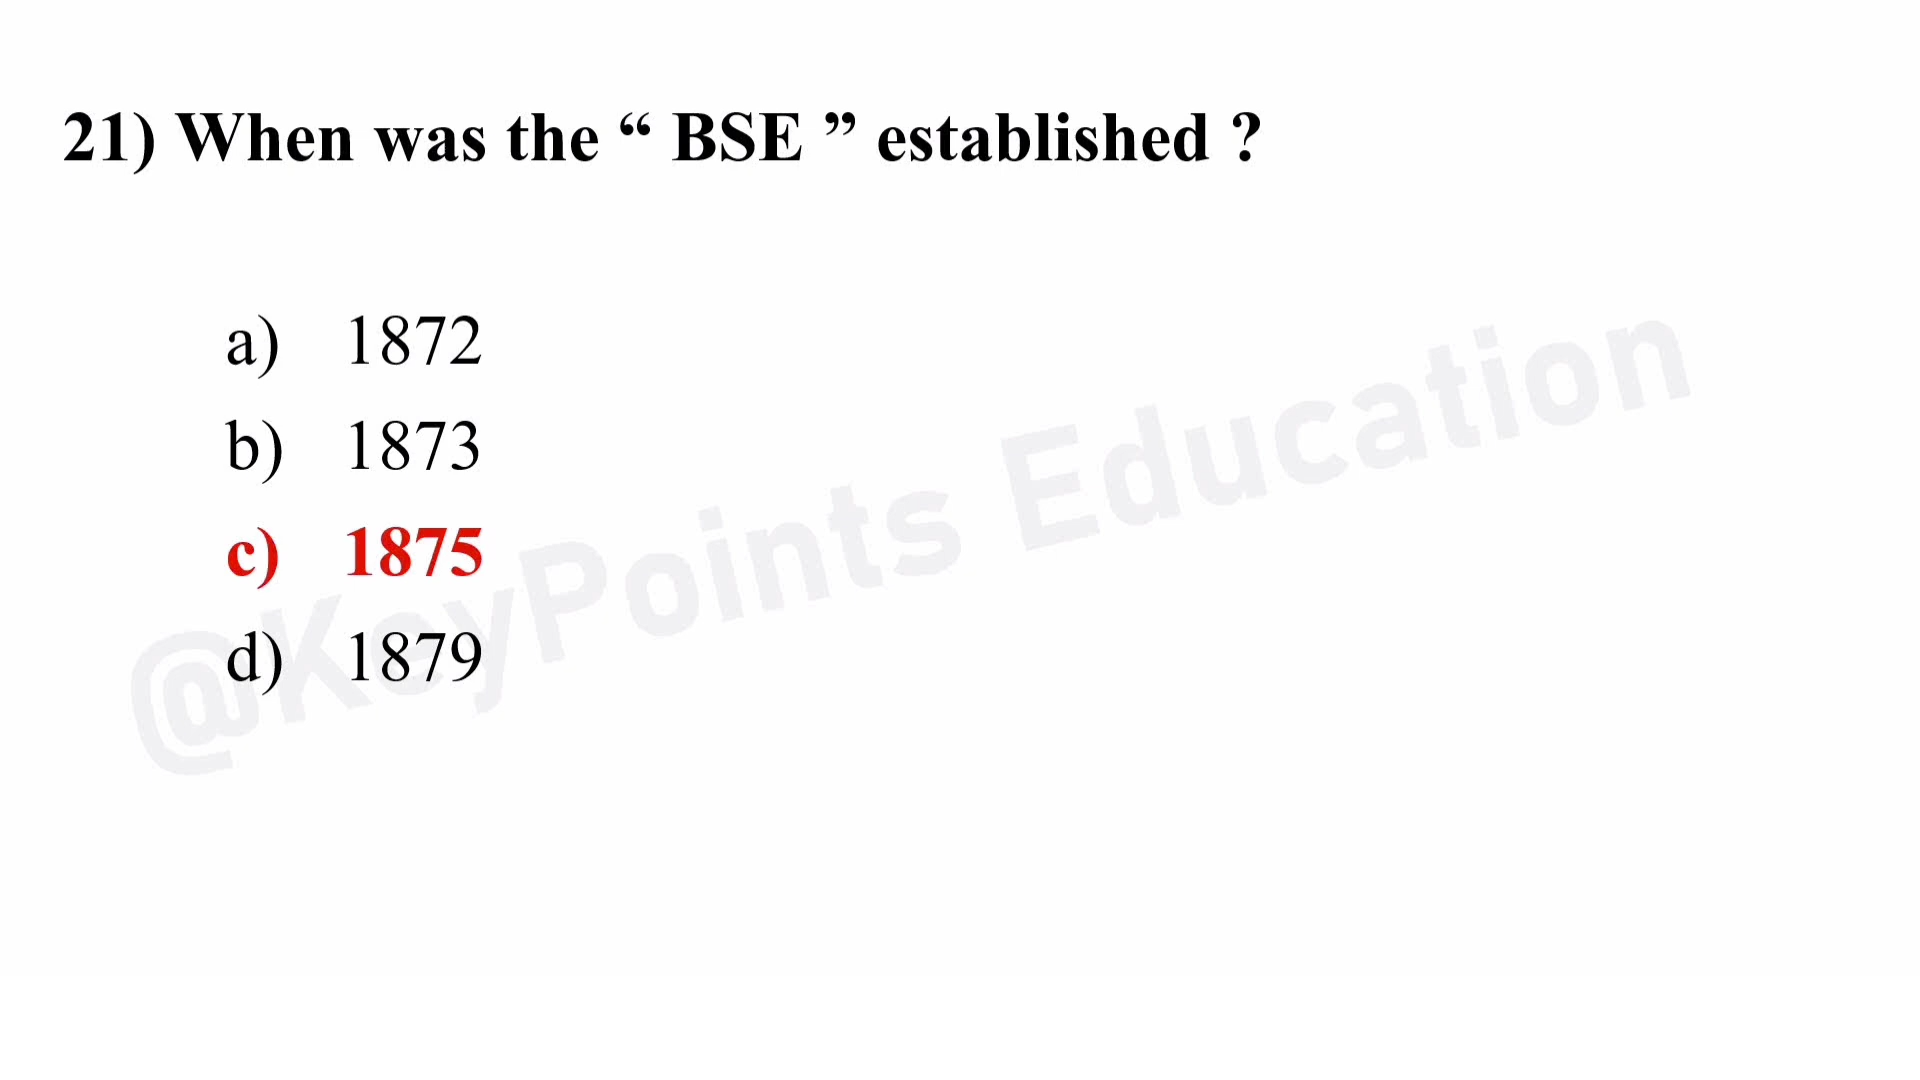 21) When was the “ BSE ” established ?
a) 1872
b) 1873
c) 1875
d) 1879
@KeyPoints Education